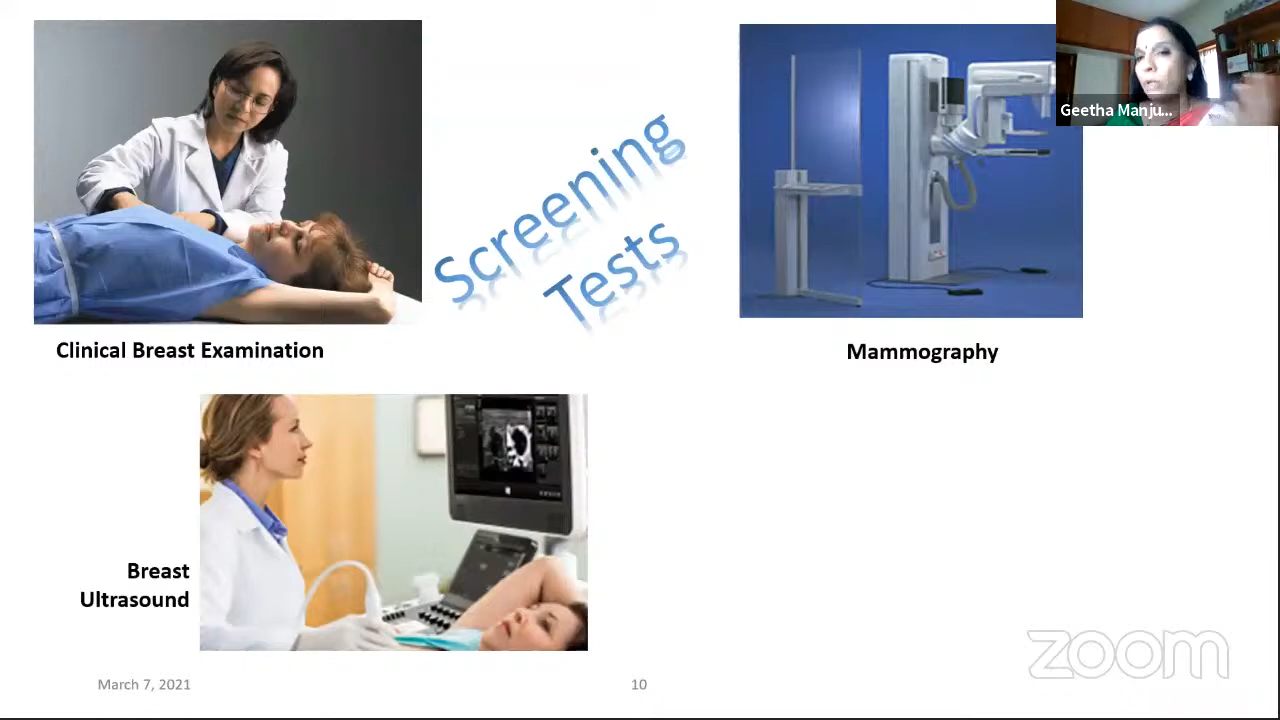 Geetha Manju...
Screening
Tests
Clinical Breast Examination
Mammography
Breast
Ultrasound
zoom
March 7, 2021
10